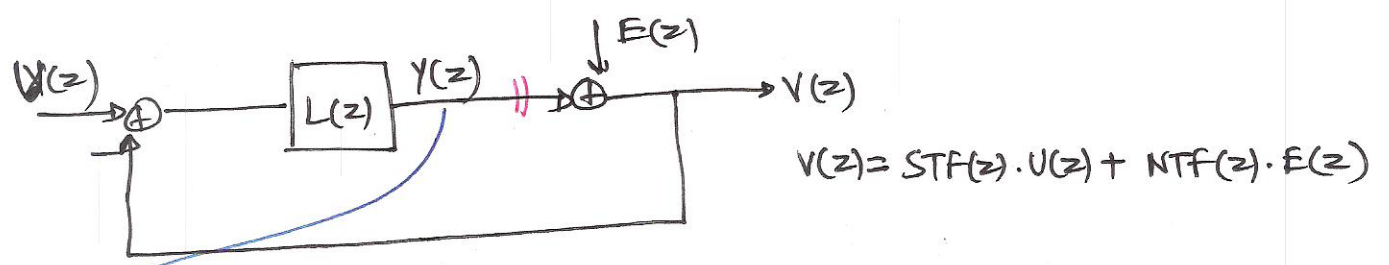 E(z)
U(z)
Y(z)
L(z)
+
+
V(z)
V(z)= STF(z).U(z)+ NTF(z).E(z)